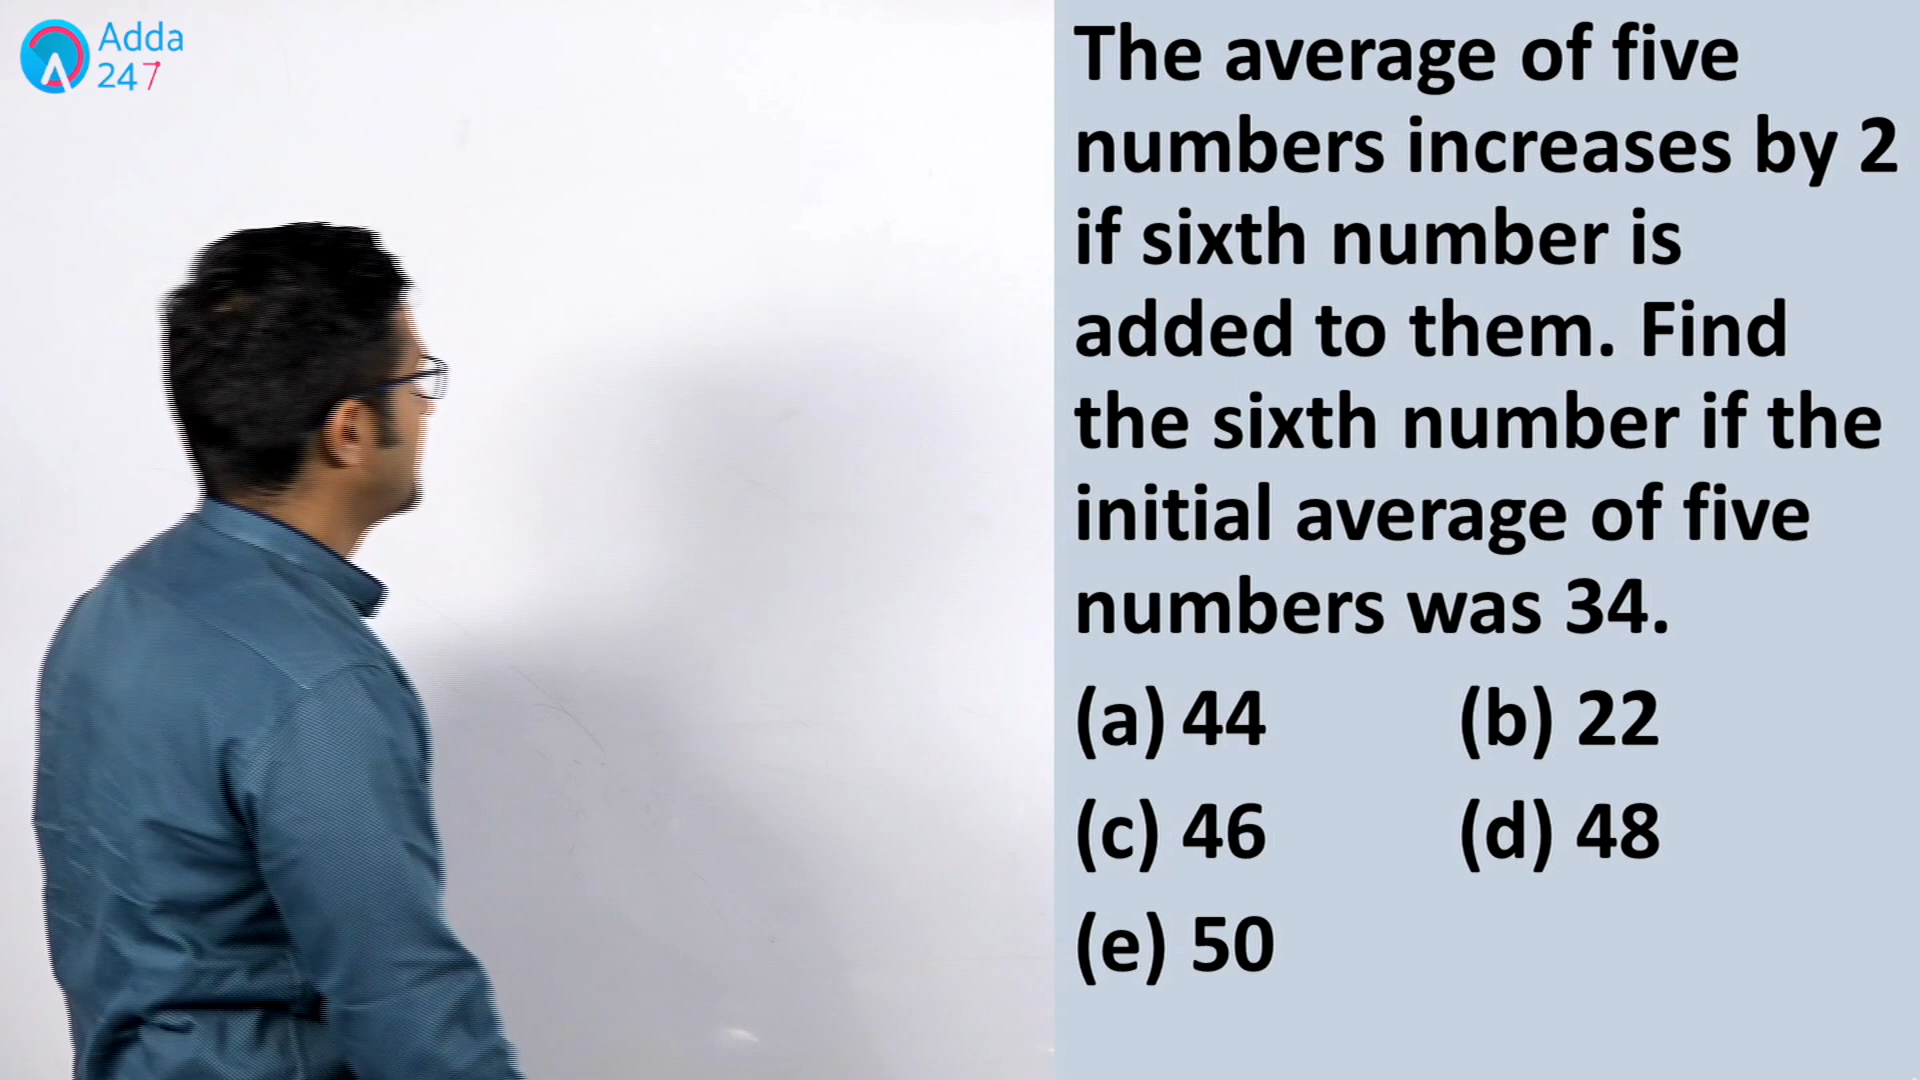 Adda
247
The average of five
numbers increases by 2
if sixth number is
added to them. Find
the sixth number if the
initial average of five
numbers was 34.
(a) 44 (b) 22
(c) 46 (d) 48
(e) 50